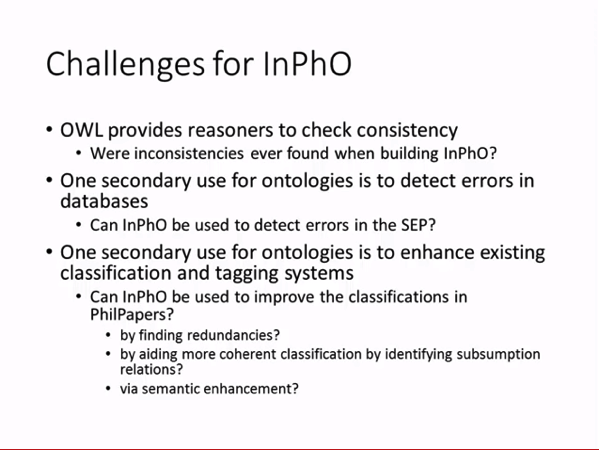 Challenges for InPhO
• OWL provides reasoners to check consistency
• Were inconsistencies ever found when building InPhO?
• One secondary use for ontologies is to detect errors in
databases
• Can InPhO be used to detect errors in the SEP?
• One secondary use for ontologies is to enhance existing
classification and tagging systems
• Can InPhO be used to improve the classifications in
PhilPapers?
• by finding redundancies?
• by aiding more coherent classification by identifying subsumption
relations?
• via semantic enhancement?